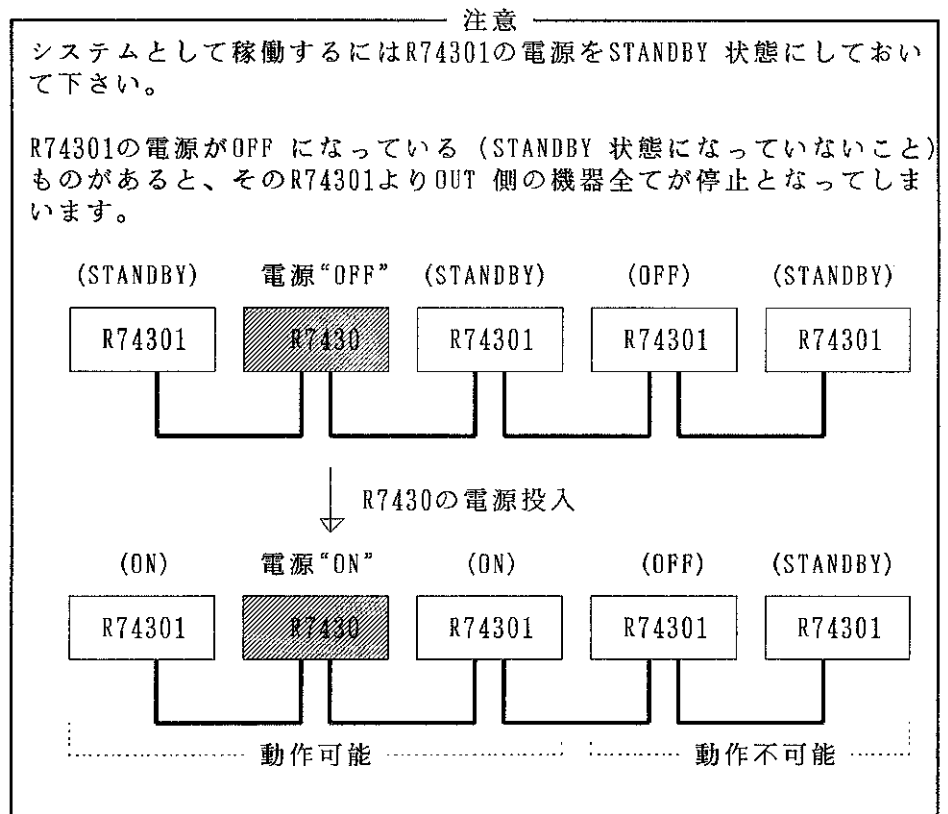 注意
システムとして稼働するにはR74301の電源をSTANDBY 状態にしておい
て下さい。
R74301の電源がOFF になっている (STANDBY 状態になっていないこと)
ものがあると、そのR74301よりOUT 側の機器全てが停止となってしま
います。
(STANDBY) 電源“OFF” (STANDBY) (OFF) (STANDBY)
R74301 R7430 R74301 R74301 R74301
R7430の電源投入
(ON) 電源“ON” (ON) (OFF) (STANDBY)
R74301 R7430 R74301 R74301 R74301
動作可能 動作不可能